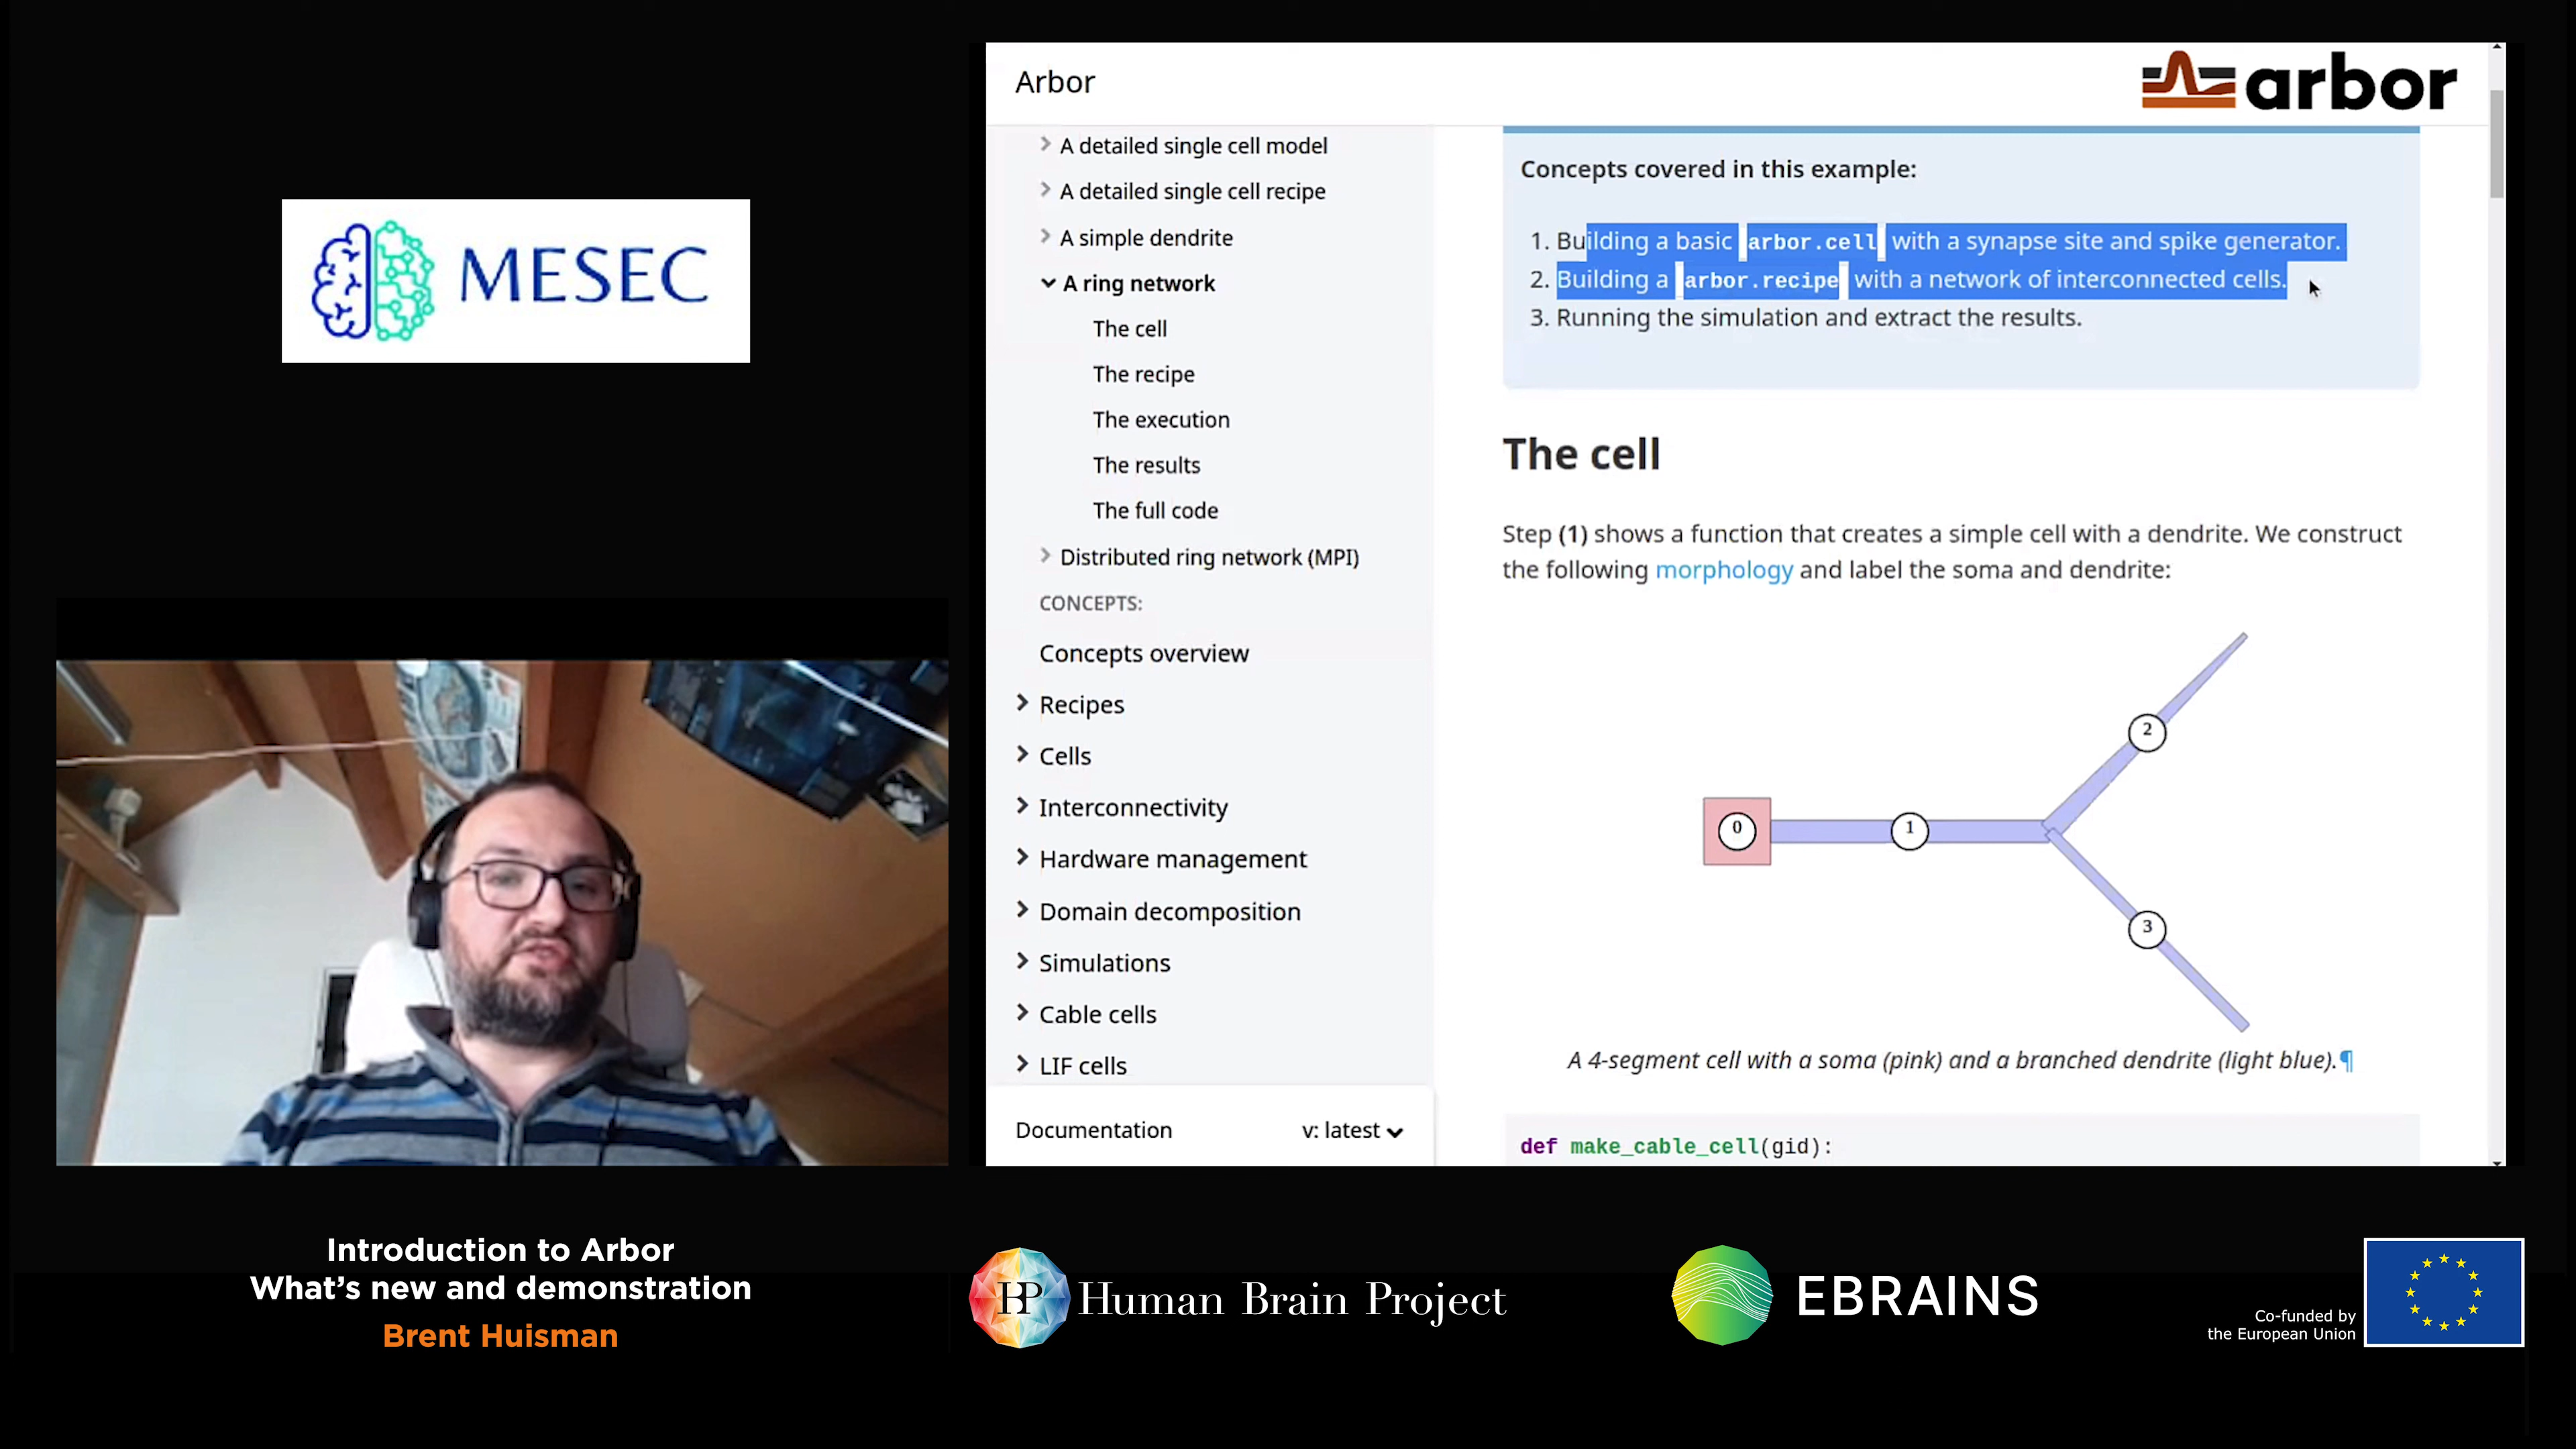 MESEC
Arbor
arbor
A detailed single cell model
A detailed single cell recipe
A simple dendrite
A ring network
The cell
The recipe
The execution
The results
The full code
Distributed ring network (MPI)
CONCEPTS:
Concepts overview
Recipes
Cells
Interconnectivity
Hardware management
Domain decomposition
Simulations
Cable cells
LIF cells
Documentation v: latest
Concepts covered in this example:
1. Building a basic arbor.cell with a synapse site and spike generator.
2. Building a arbor.recipe with a network of interconnected cells.
3. Running the simulation and extract the results.
The cell
Step (1) shows a function that creates a simple cell with a dendrite. We construct
the following morphology and label the soma and dendrite:
2
0
1
3
A 4-segment cell with a soma (pink) and a branched dendrite (light blue).¶
def make_cable_cell(gid):
Introduction to Arbor
What's new and demonstration
Brent Huisman
HBP Human Brain Project
EBRAINS
Co-funded by
the European Union